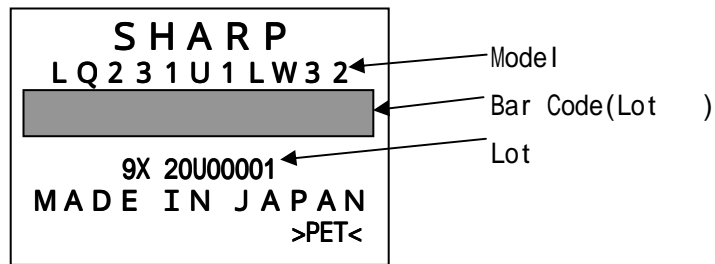 SHARP
LQ231U1LW32
9X 20U00001
MADE IN JAPAN
>PET<
Model
Bar Code(Lot )
Lot